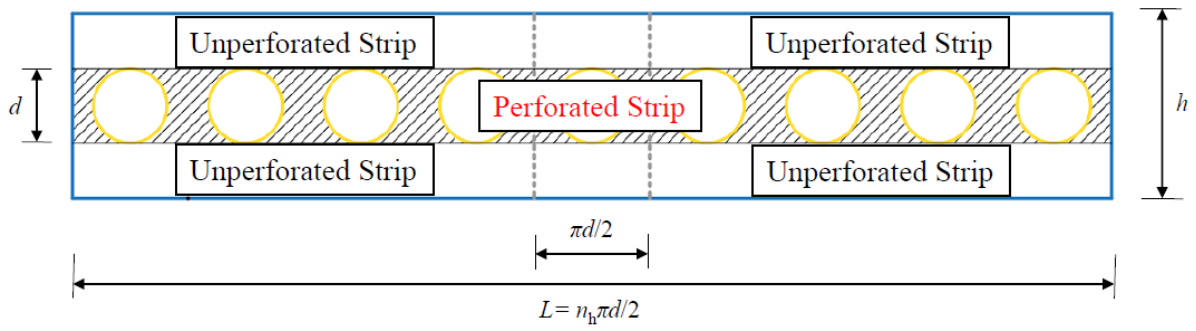 Unperforated Strip Unperforated Strip
d Perforated Strip h
Unperforated Strip Unperforated Strip
πd/2
L= nhπd/2